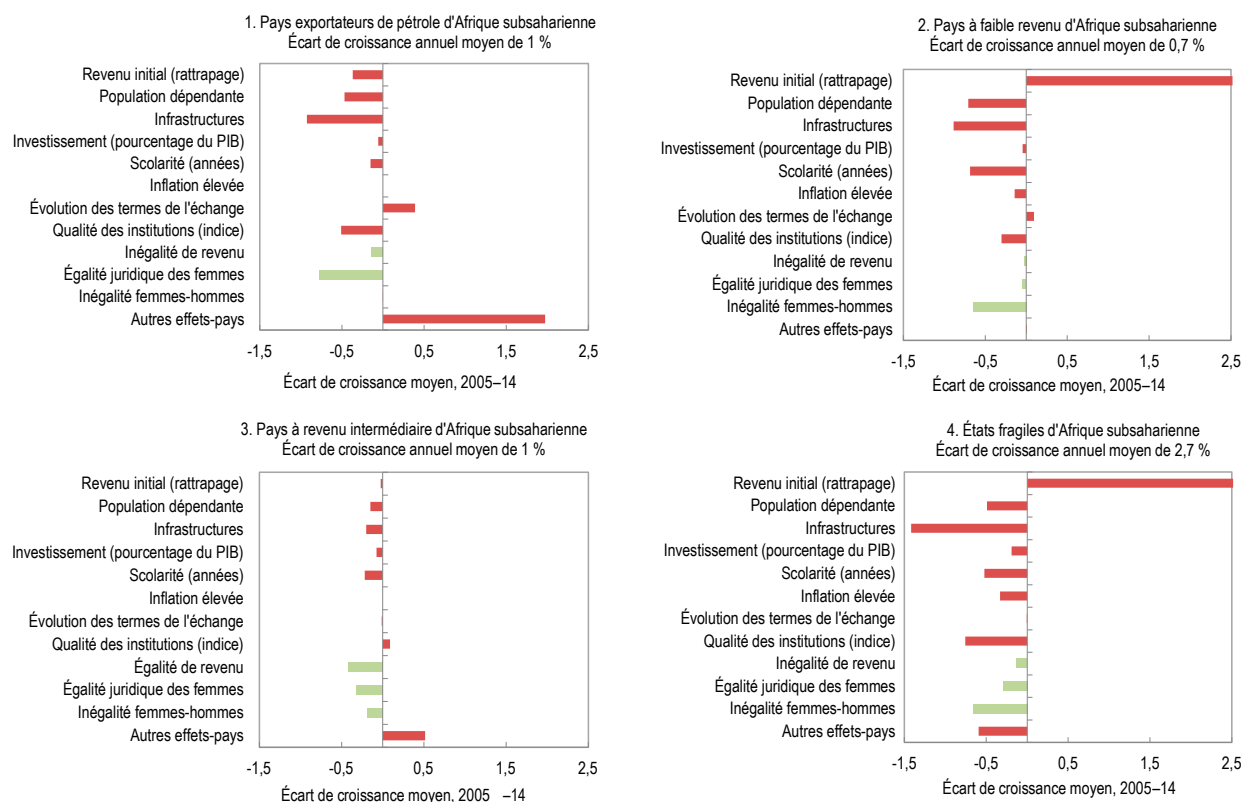 1. Pays exportateurs de pétrole d'Afrique subsaharienne
Écart de croissance annuel moyen de 1 %
Revenu initial (rattrapage)
Population dépendante
Infrastructures
Investissement (pourcentage du PIB)
Scolarité (années)
Inflation élevée
Évolution des termes de l'échange
Qualité des institutions (indice)
Inégalité de revenu
Égalité juridique des femmes
Inégalité femmes-hommes
Autres effets-pays
-1,5 -0,5 0,5 1,5 2,5
Écart de croissance moyen, 2005–14
2. Pays à faible revenu d'Afrique subsaharienne
Écart de croissance annuel moyen de 0,7 %
Revenu initial (rattrapage)
Population dépendante
Infrastructures
Investissement (pourcentage du PIB)
Scolarité (années)
Inflation élevée
Évolution des termes de l'échange
Qualité des institutions (indice)
Inégalité de revenu
Égalité juridique des femmes
Inégalité femmes-hommes
Autres effets-pays
-1,5 -0,5 0,5 1,5 2,5
Écart de croissance moyen, 2005–14
3. Pays à revenu intermédiaire d'Afrique subsaharienne
Écart de croissance annuel moyen de 1 %
Revenu initial (rattrapage)
Population dépendante
Infrastructures
Investissement (pourcentage du PIB)
Scolarité (années)
Inflation élevée
Évolution des termes de l'échange
Qualité des institutions (indice)
Égalité de revenu
Égalité juridique des femmes
Inégalité femmes-hommes
Autres effets-pays
-1,5 -0,5 0,5 1,5 2,5
Écart de croissance moyen, 2005 –14
4. États fragiles d'Afrique subsaharienne
Écart de croissance annuel moyen de 2,7 %
Revenu initial (rattrapage)
Population dépendante
Infrastructures
Investissement (pourcentage du PIB)
Scolarité (années)
Inflation élevée
Évolution des termes de l'échange
Qualité des institutions (indice)
Inégalité de revenu
Égalité juridique des femmes
Inégalité femmes-hommes
Autres effets-pays
-1,5 -0,5 0,5 1,5 2,5
Écart de croissance moyen, 2005–14